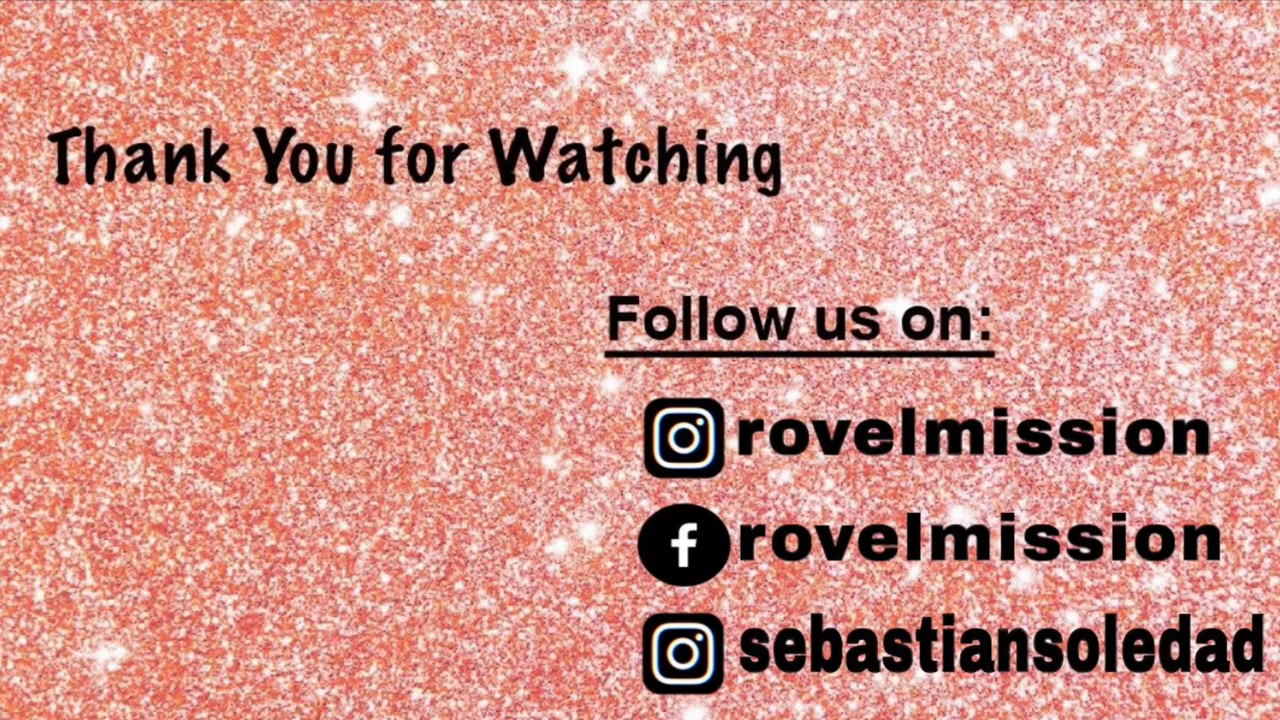 Thank You for Watching
Follow us on:
rovelmission
rovelmission
sebastiansoledad